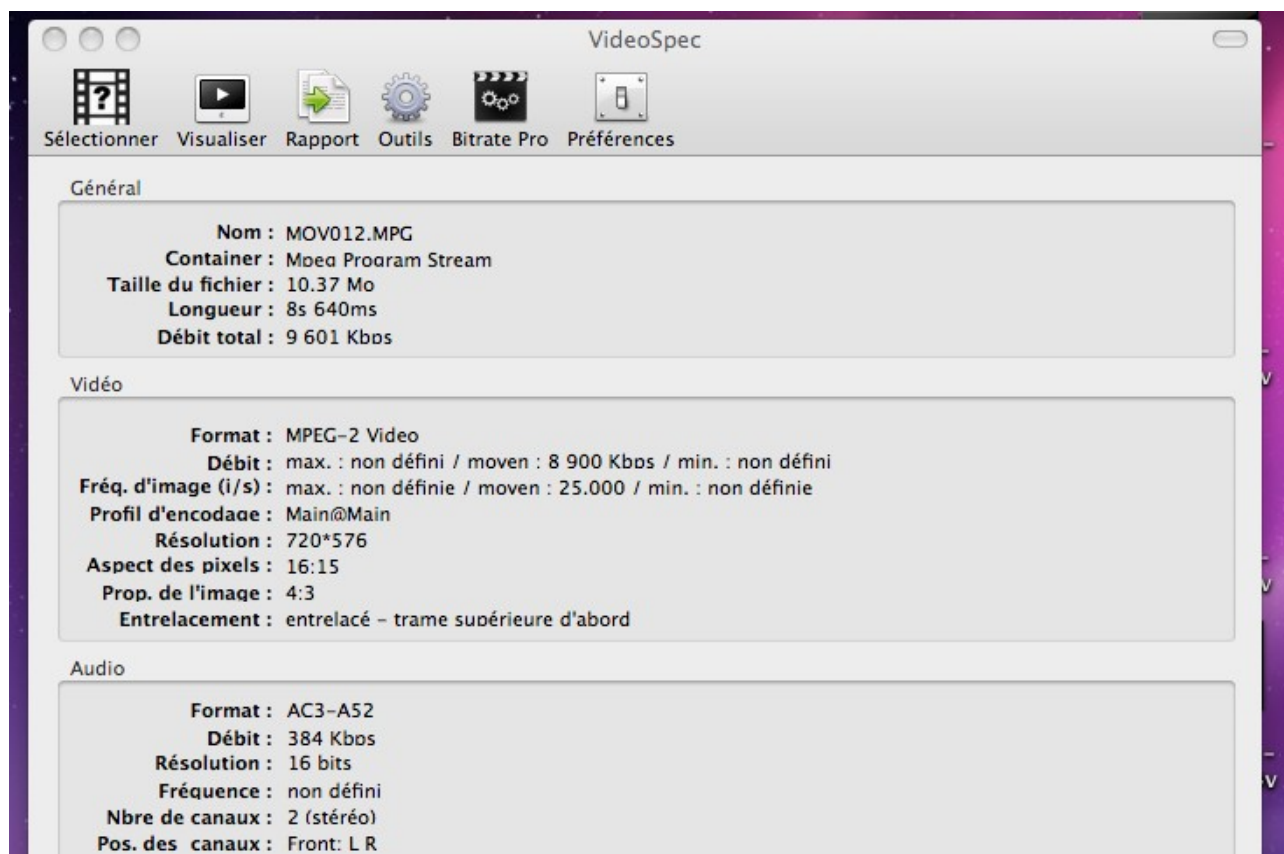 VideoSpec
Sélectionner Visualiser Rapport Outils Bitrate Pro Préférences
Général
Nom : MOV012.MPG
Container : Mpeg Program Stream
Taille du fichier : 10.37 Mo
Longueur : 8s 640ms
Débit total : 9 601 Kbps
Vidéo
Format : MPEG-2 Video
Débit : max. : non défini / moyen : 8 900 Kbps / min. : non défini
Fréq. d'image (i/s) : max. : non définie / moyen : 25.000 / min. : non définie
Profil d'encodage : Main@Main
Résolution : 720*576
Aspect des pixels : 16:15
Prop. de l'image : 4:3
Entrelacement : entrelacé - trame supérieure d'abord
Audio
Format : AC3-A52
Débit : 384 Kbps
Résolution : 16 bits
Fréquence : non défini
Nbre de canaux : 2 (stéréo)
Pos. des canaux : Front: L R